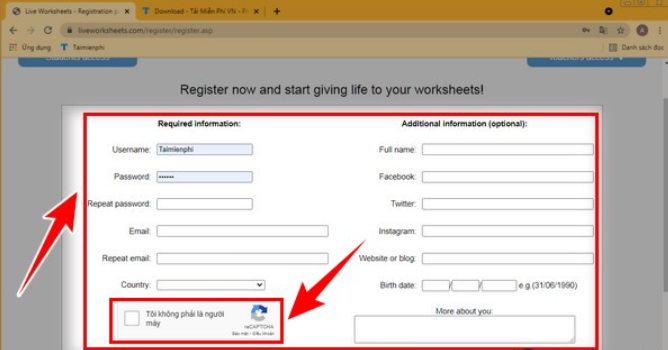 Live Worksheets - Registration p
Download - Tải Miễn Phí VN - Ph
liveworksheets.com/register/register.asp
Ứng dụng
Taimienphi
Danh sách đọc
Register now and start giving life to your worksheets!
Required information:
Additional information (optional):
Username:
Taimienphi
Full name:
Password:
••••••
Facebook:
Repeat password:
Twitter:
Email:
Instagram:
Repeat email:
Website or blog:
Country:
Birth date:
/
/
e.g.(31/06/1990)
Tôi không phải là người
máy
reCAPTCHA
Bảo mật - Điều khoản
More about you: